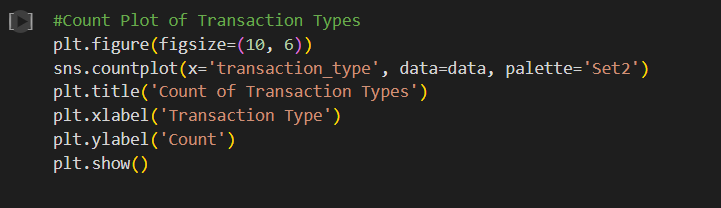 #Count Plot of Transaction Types
plt.figure(figsize=(10, 6))
sns.countplot(x='transaction_type', data=data, palette='Set2')
plt.title('Count of Transaction Types')
plt.xlabel('Transaction Type')
plt.ylabel('Count')
plt.show()